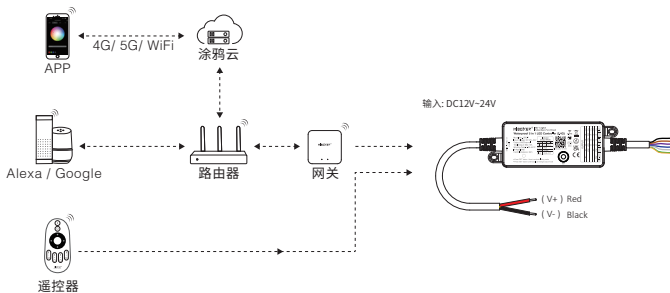 4G/ 5G/ WiFi
APP
涂鸦云
输入: DC12V~24V
Alexa / Google
路由器
网关
( V+ ) Red
( V- ) Black
遥控器